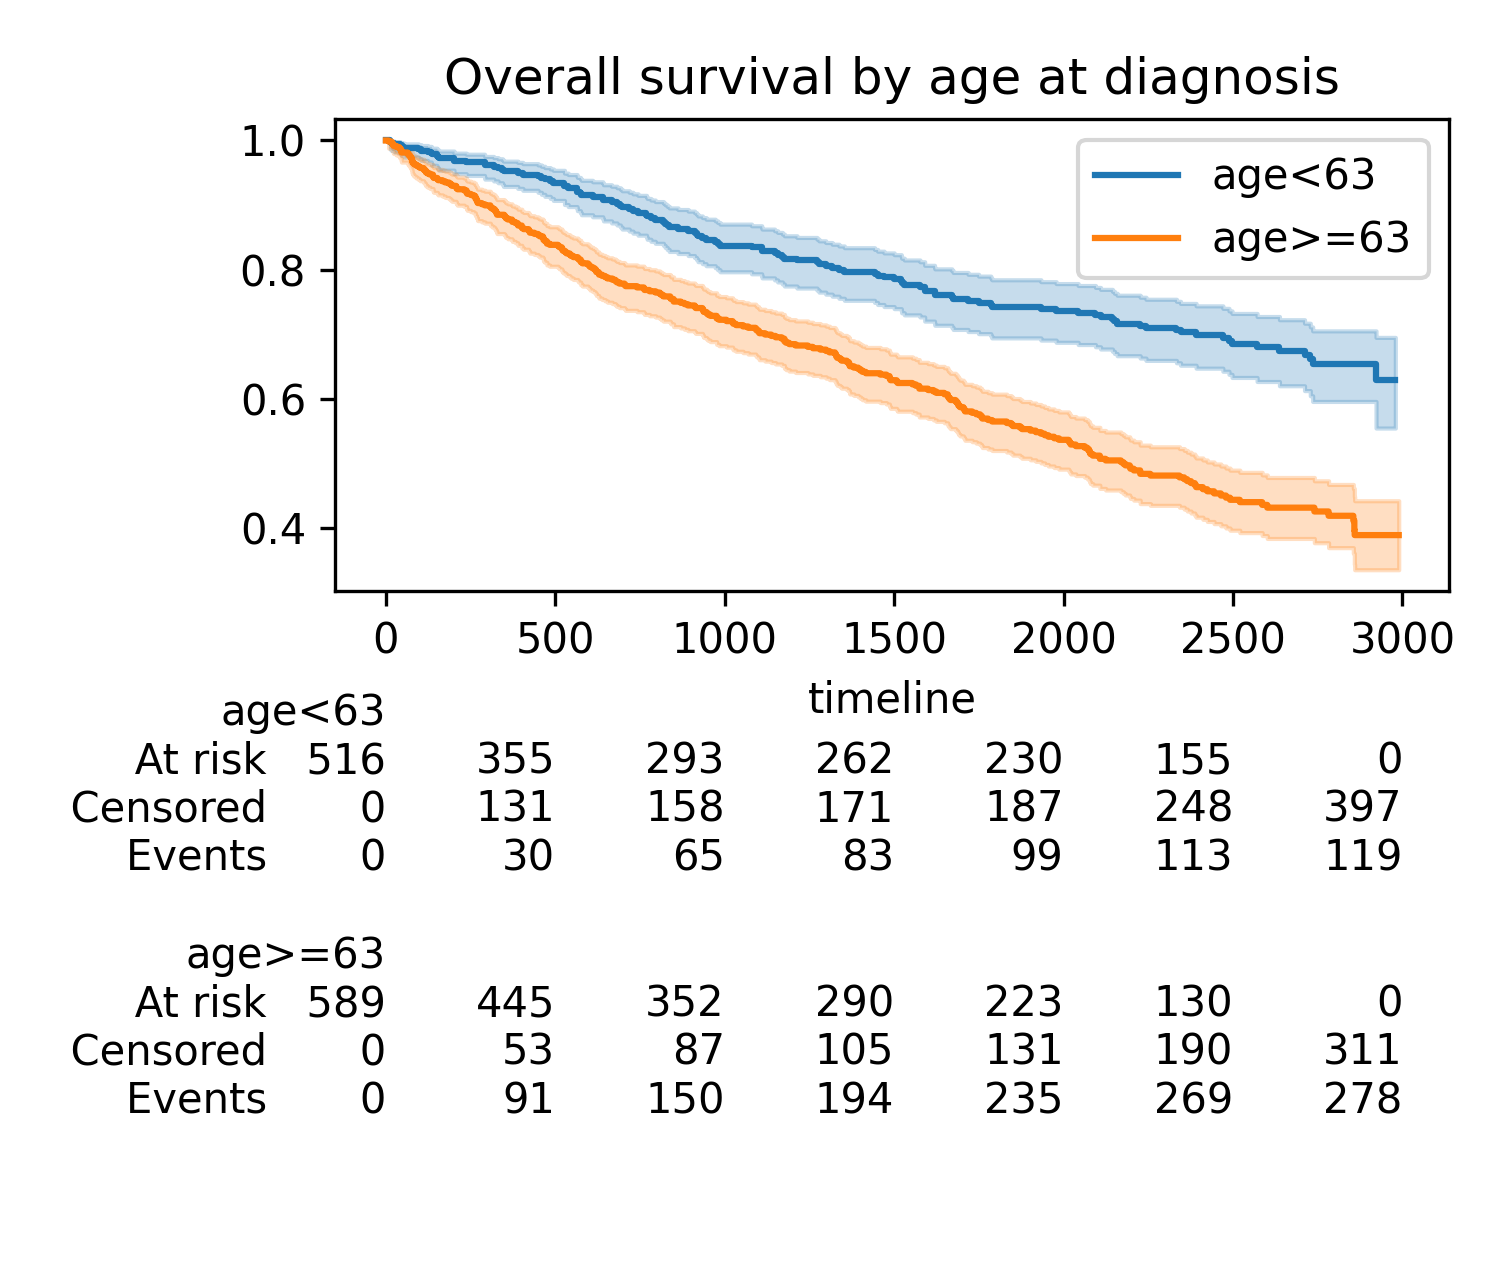 Overall survival by age at diagnosis
1.0
0.8
0.6
0.4
age<63
age>=63
0 500 1000 1500 2000 2500 3000
timeline
age<63
At risk 516 355 293 262 230 155 0
Censored 0 131 158 171 187 248 397
Events 0 30 65 83 99 113 119
age>=63
At risk 589 445 352 290 223 130 0
Censored 0 53 87 105 131 190 311
Events 0 91 150 194 235 269 278